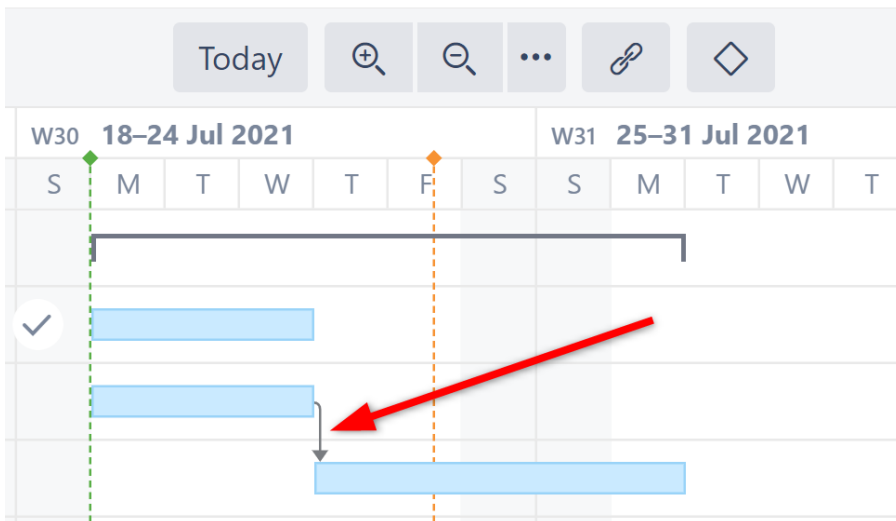 Today
W30 18–24 Jul 2021 W31 25–31 Jul 2021
S M T W T F S S M T W T